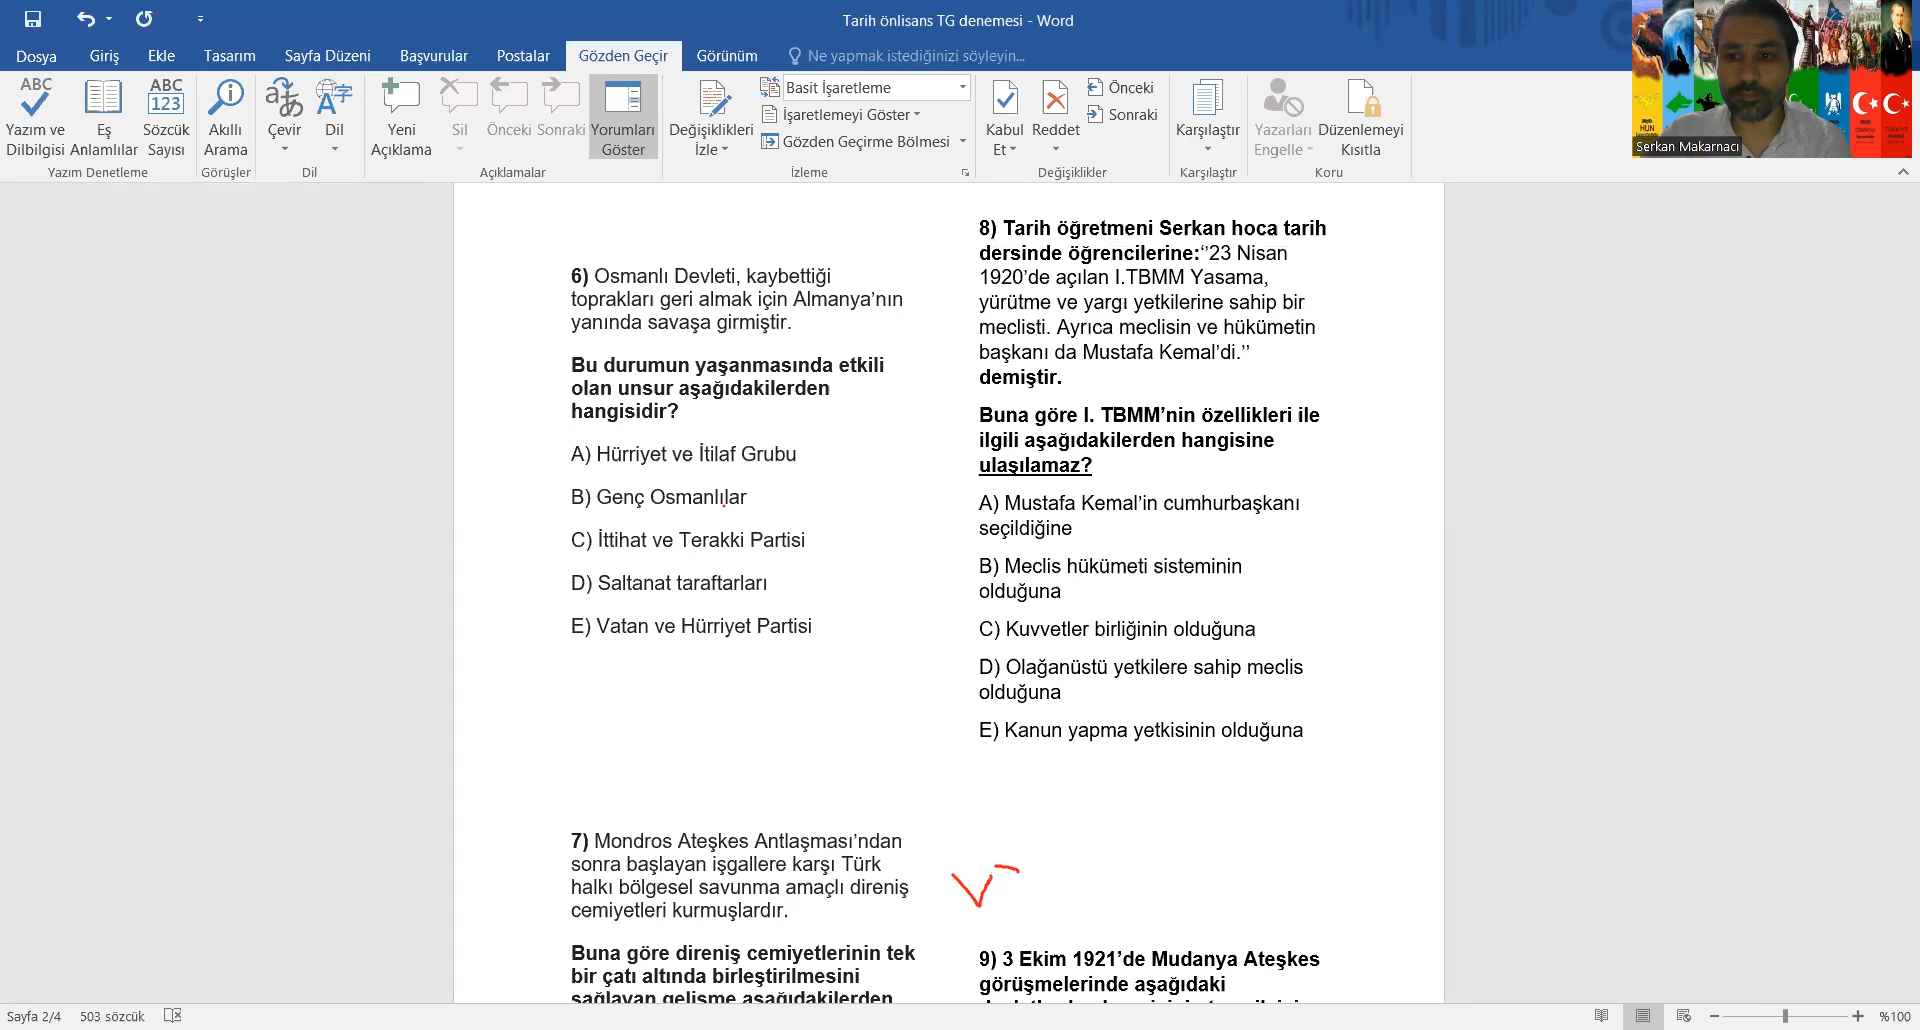 Tarih önlisans TG denemesi - Word
Dosya
Giriş
Ekle
Tasarım
Sayfa Düzeni
Başvurular
Postalar
Gözden Geçir
Görünüm
Ne yapmak istediğinizi söyleyin...
ABC
Yazım ve
Dilbilgisi
Eş
Anlamlılar
ABC
123
Sözcük
Sayısı
Yazım Denetleme
Akıllı
Arama
Görüşler
Çevir
Dil
Dil
Yeni
Açıklama
Sil
Önceki
Sonraki
Yorumları
Göster
Açıklamalar
Değişiklikleri
İzle
Basit İşaretleme
İşaretlemeyi Göster
Gözden Geçirme Bölmesi
İzleme
Kabul
Et
Reddet
Önceki
Sonraki
Değişiklikler
Karşılaştır
Karşılaştır
Yazarları
Engelle
Düzenlemeyi
Kısıtla
Koru
Serkan Makarnacı
6) Osmanlı Devleti, kaybettiği
toprakları geri almak için Almanya’nın
yanında savaşa girmiştir.
Bu durumun yaşanmasında etkili
olan unsur aşağıdakilerden
hangisidir?
A) Hürriyet ve İtilaf Grubu
B) Genç Osmanlılar
C) İttihat ve Terakki Partisi
D) Saltanat taraftarları
E) Vatan ve Hürriyet Partisi
7) Mondros Ateşkes Antlaşması’ndan
sonra başlayan işgallere karşı Türk
halkı bölgesel savunma amaçlı direniş
cemiyetleri kurmuşlardır.
Buna göre direniş cemiyetlerinin tek
bir çatı altında birleştirilmesini
sağlayan gelişme aşağıdakilerden
8) Tarih öğretmeni Serkan hoca tarih
dersinde öğrencilerine:‘’23 Nisan
1920’de açılan I.TBMM Yasama,
yürütme ve yargı yetkilerine sahip bir
meclisti. Ayrıca meclisin ve hükümetin
başkanı da Mustafa Kemal’di.’’
demiştir.
Buna göre I. TBMM’nin özellikleri ile
ilgili aşağıdakilerden hangisine
ulaşılamaz?
A) Mustafa Kemal’in cumhurbaşkanı
seçildiğine
B) Meclis hükümeti sisteminin
olduğuna
C) Kuvvetler birliğinin olduğuna
D) Olağanüstü yetkilere sahip meclis
olduğuna
E) Kanun yapma yetkisinin olduğuna
9) 3 Ekim 1921’de Mudanya Ateşkes
görüşmelerinde aşağıdaki
Sayfa 2/4
503 sözcük
%100